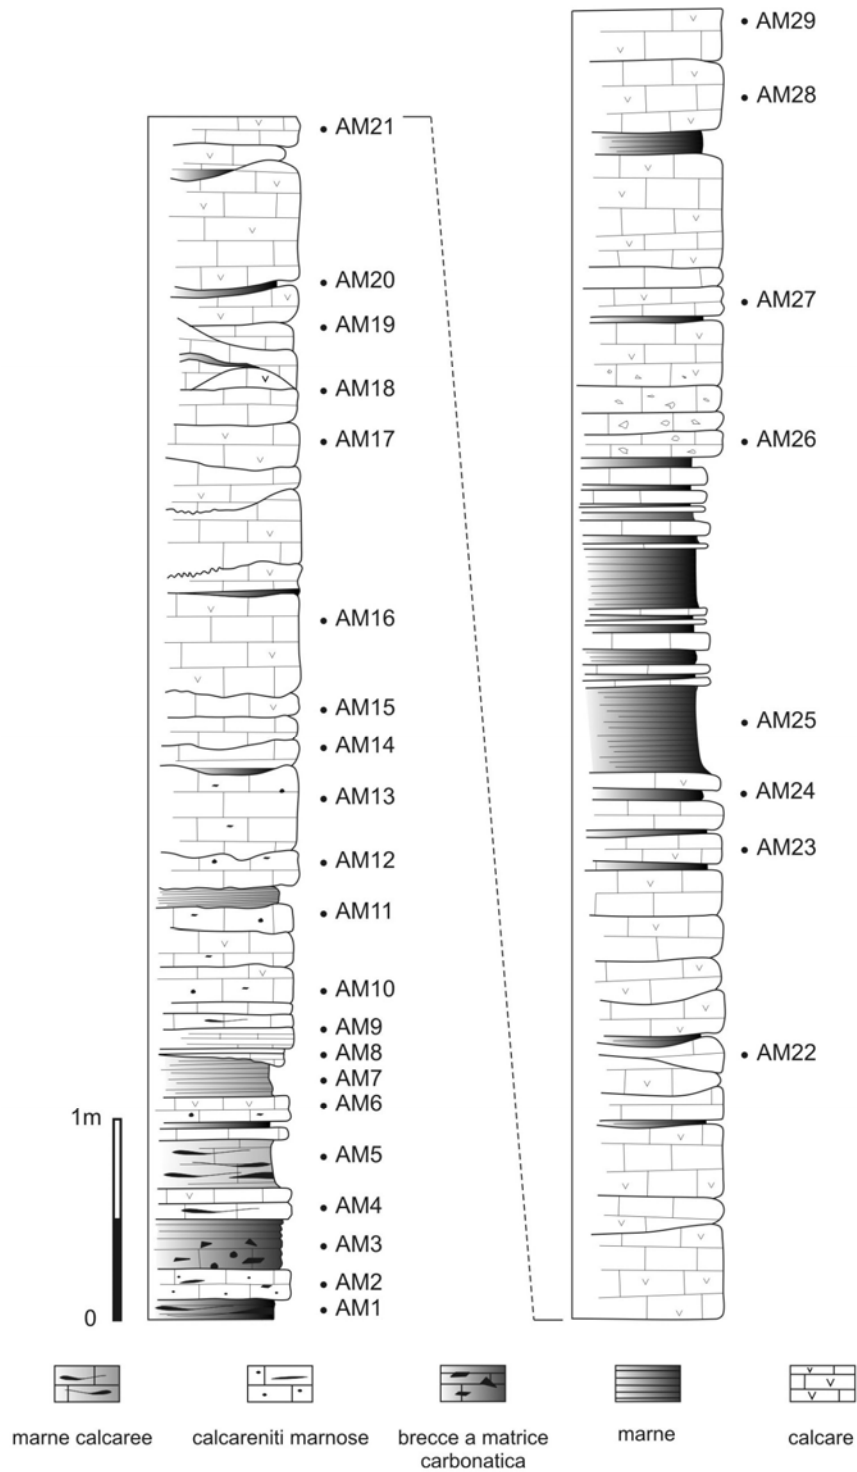 AM21
AM20
AM19
AM18
AM17
AM16
AM15
AM14
AM13
AM12
AM11
AM10
AM9
AM8
AM7
AM6
AM5
AM4
AM3
AM2
AM1
1m
0
AM29
AM28
AM27
AM26
AM25
AM24
AM23
AM22
marne calcaree
calcareniti marnose
brecce a matrice
carbonatica
marne
calcare